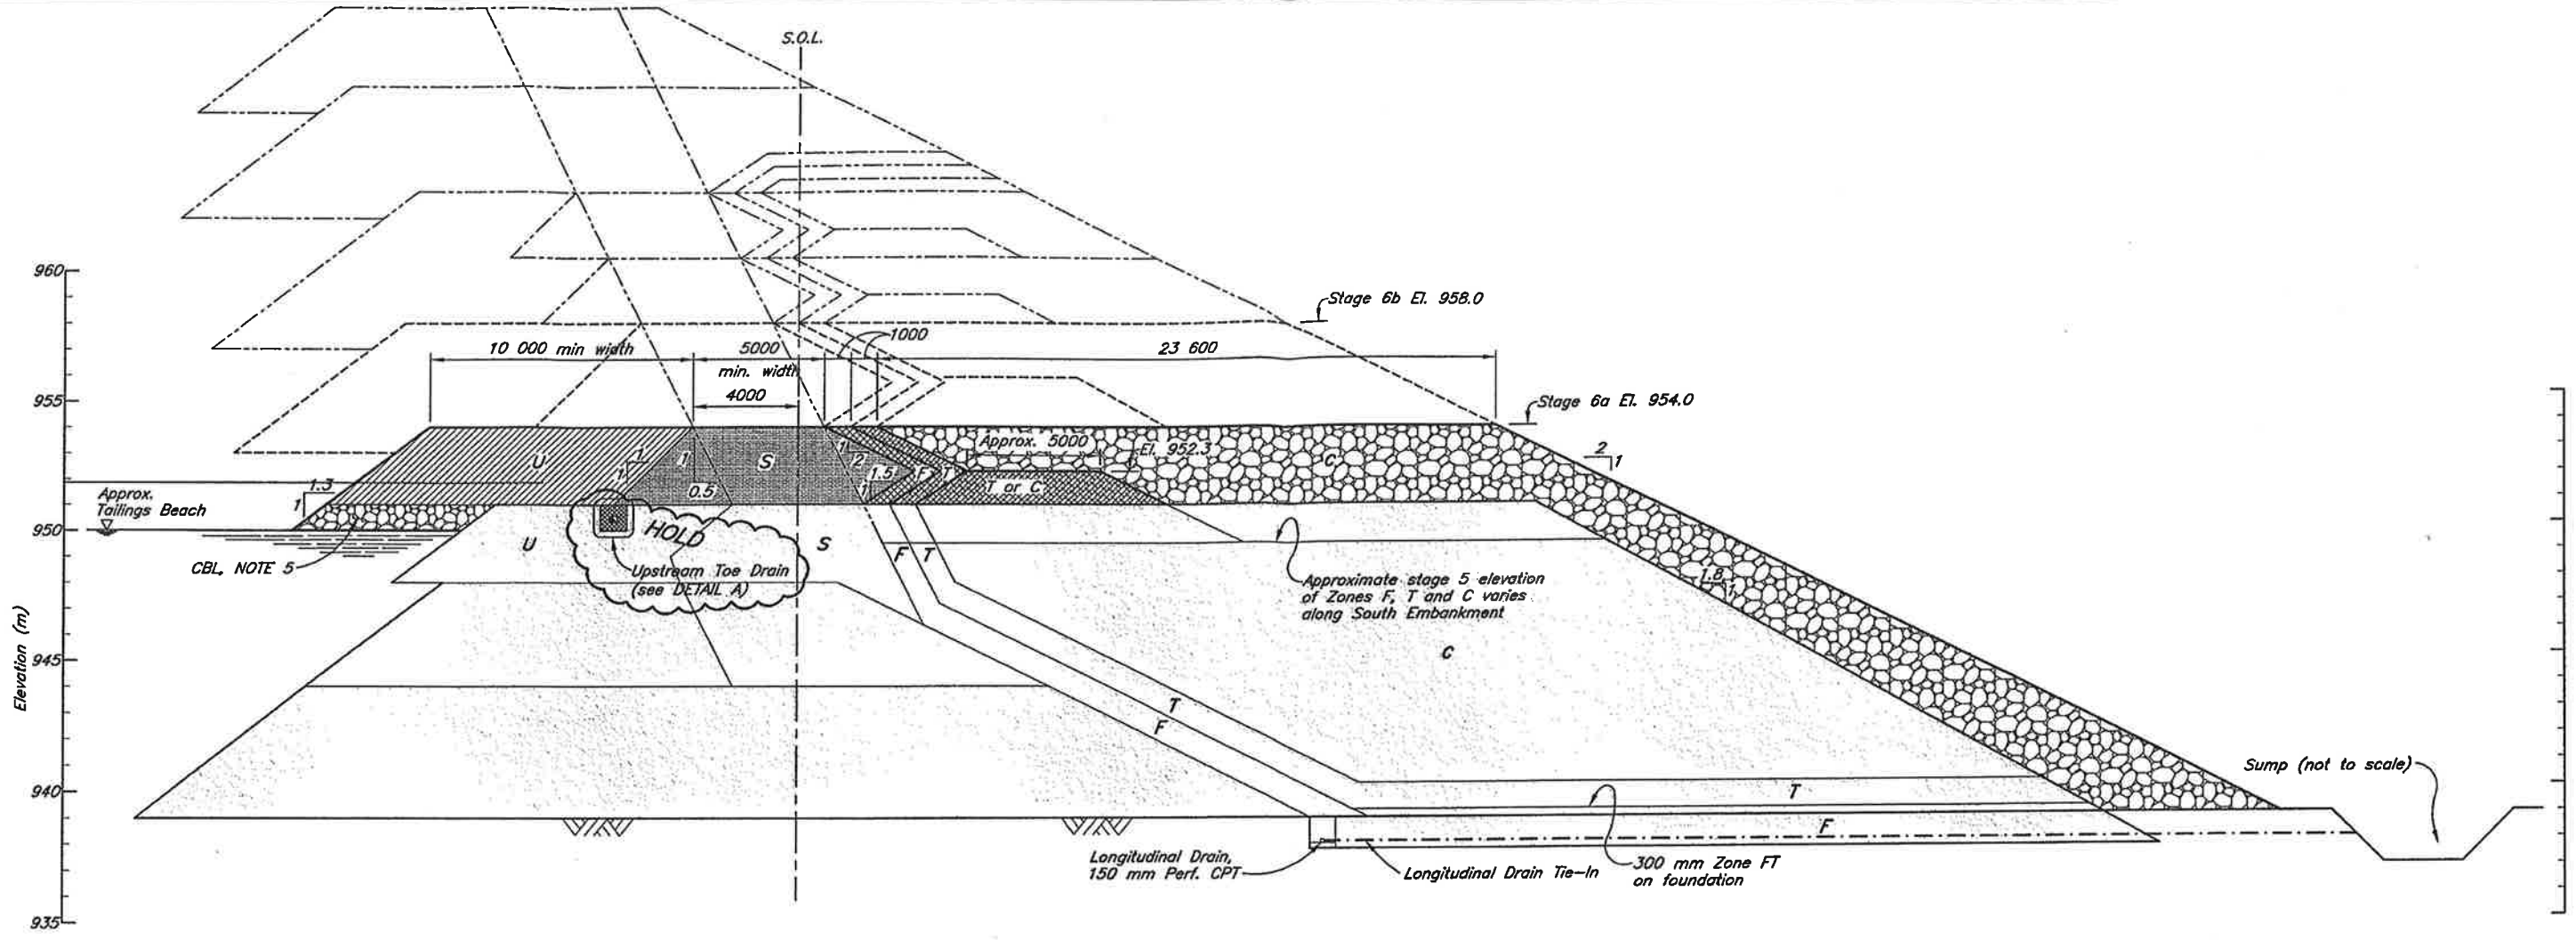 S.O.L.
960
Stage 6b El. 958.0
1000
10 000 min width
5000
min. width
23 600
4000
955
Stage 6a El. 954.0
Approx. 5000
El. 952.3
2
1
U
1
1
1
0.5
S
1
2
1.5
1
F
T
T or C
C
Approx.
Tailings Beach
1.3
1
950
HOLD
U
S
F
T
CBL, NOTE 5
Upstream Toe Drain
(see DETAIL A)
Approximate stage 5 elevation
of Zones F, T and C varies
along South Embankment
1.8
1
Elevation (m)
945
C
T
F
Sump (not to scale)
940
T
F
Longitudinal Drain,
150 mm Perf. CPT
Longitudinal Drain Tie-In
300 mm Zone FT
on foundation
935